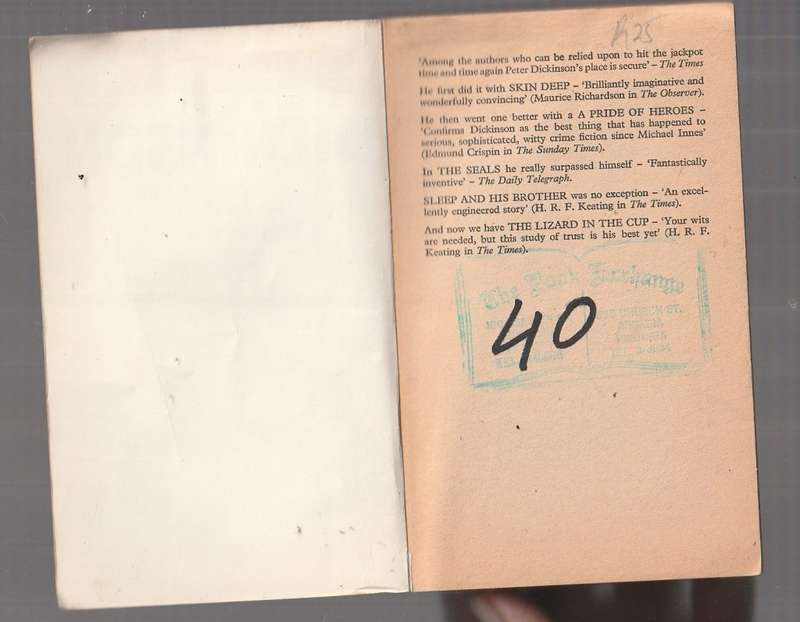 R25
'Among the authors who can be relied upon to hit the jackpot
time and time again Peter Dickinson's place is secure' – The Times
He first did it with SKIN DEEP – 'Brilliantly imaginative and
wonderfully convincing' (Maurice Richardson in The Observer).
He then went one better with a A PRIDE OF HEROES –
'Confirms Dickinson as the best thing that has happened to
serious, sophisticated, witty crime fiction since Michael Innes'
(Edmund Crispin in The Sunday Times).
In THE SEALS he really surpassed himself – 'Fantastically
inventive' – The Daily Telegraph.
SLEEP AND HIS BROTHER was no exception – 'An excel-
lently engineered story' (H. R. F. Keating in The Times).
And now we have THE LIZARD IN THE CUP – 'Your wits
are needed, but this study of trust is his best yet' (H. R. F.
Keating in The Times).
The Book Exchange
40